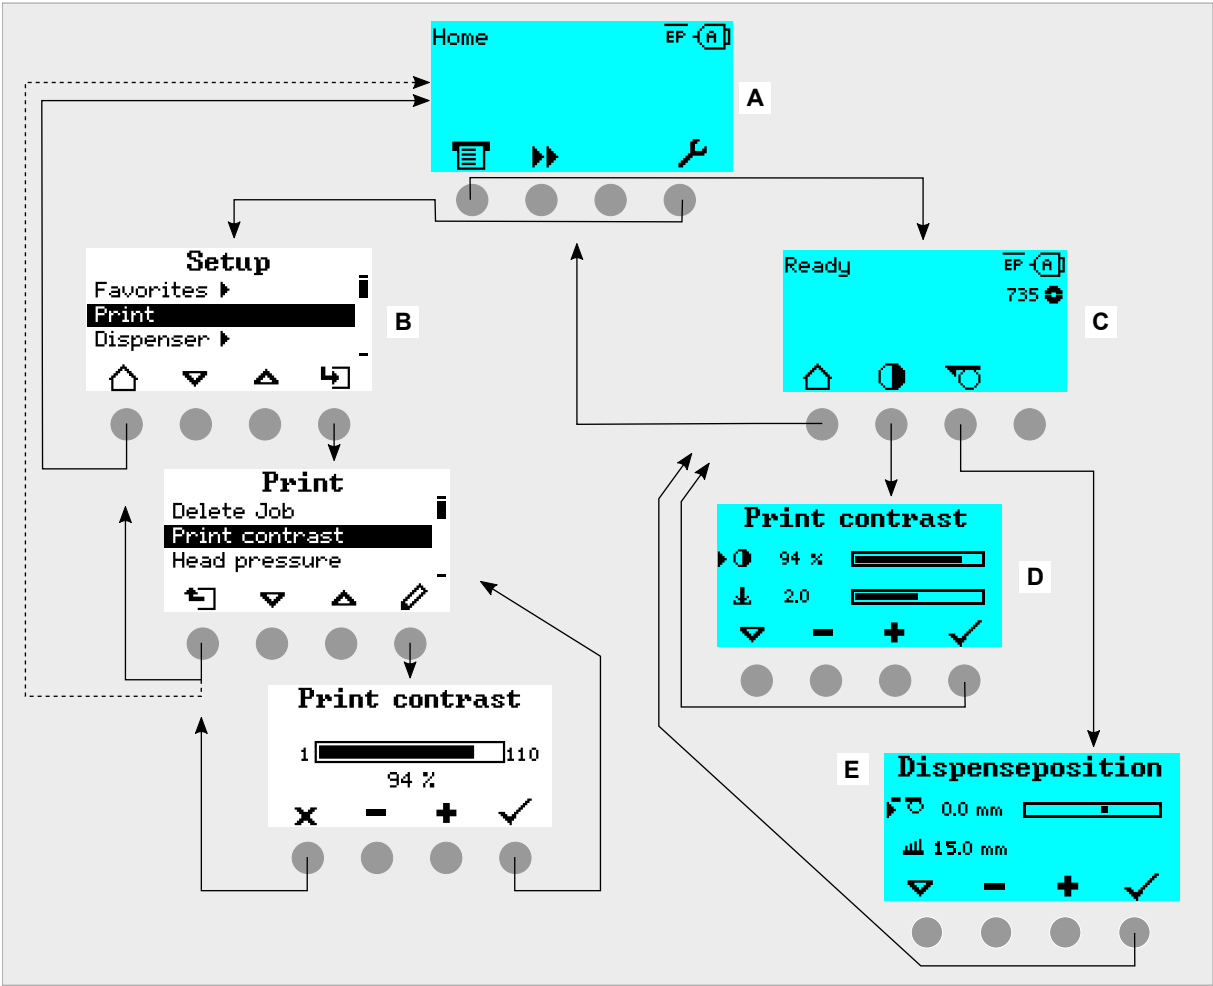 Home EP A
A
Setup
Favorites
Print
Dispenser
B
Ready EP A
735
C
Print
Delete Job
Print contrast
Head pressure
Print contrast
94 %
2.0
D
Print contrast
1 110
94 %
E
Dispenseposition
0.0 mm
15.0 mm